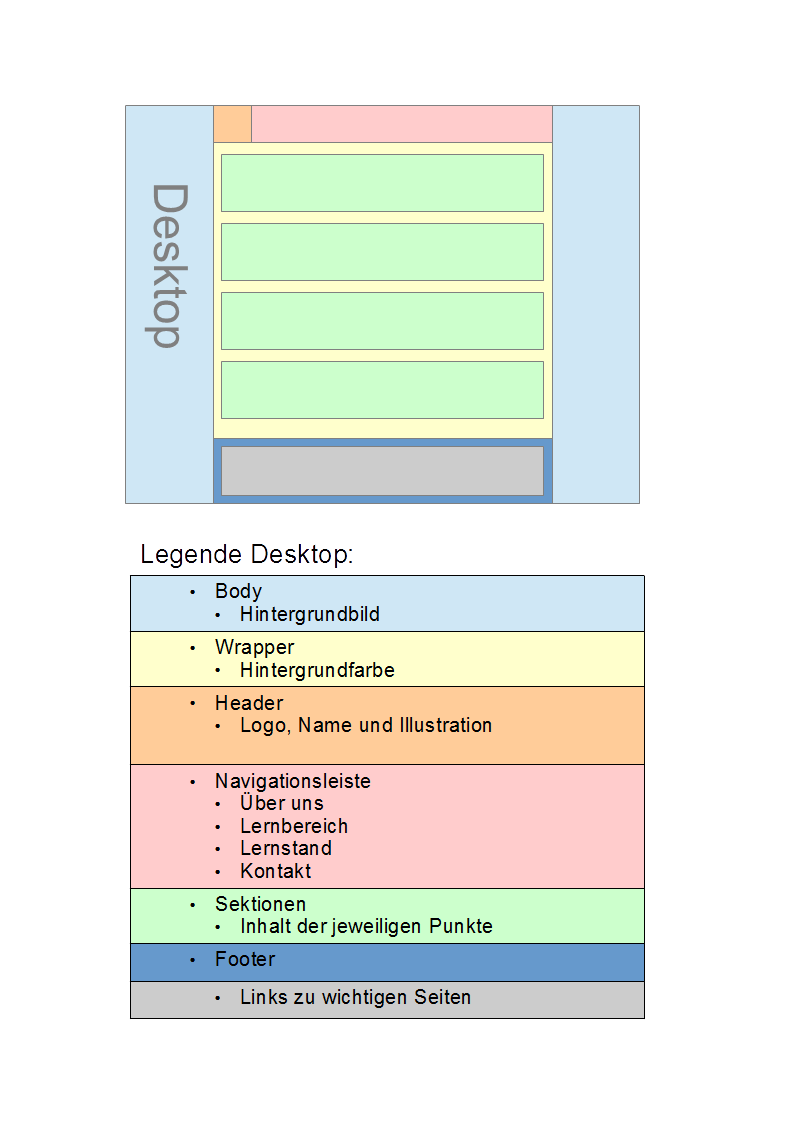 Desktop
Legende Desktop:
• Body
• Hintergrundbild
• Wrapper
• Hintergrundfarbe
• Header
• Logo, Name und Illustration
• Navigationsleiste
• Über uns
• Lernbereich
• Lernstand
• Kontakt
• Sektionen
• Inhalt der jeweiligen Punkte
• Footer
• Links zu wichtigen Seiten